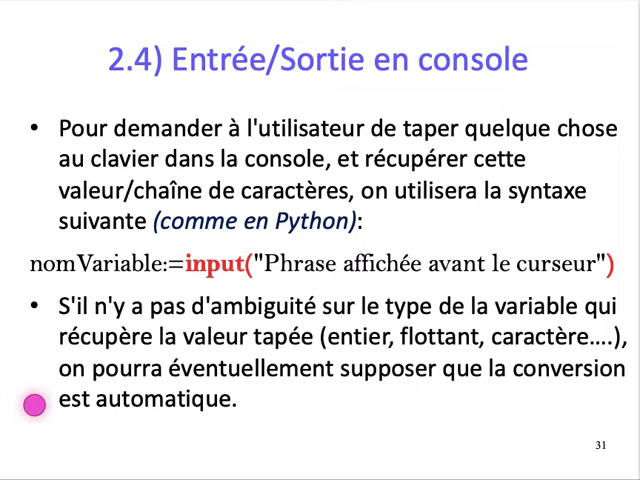 2.4) Entrée/Sortie en console
• Pour demander à l'utilisateur de taper quelque chose
au clavier dans la console, et récupérer cette
valeur/chaîne de caractères, on utilisera la syntaxe
suivante (comme en Python):
nomVariable:=input("Phrase affichée avant le curseur")
• S'il n'y a pas d'ambiguité sur le type de la variable qui
récupère la valeur tapée (entier, flottant, caractère….),
on pourra éventuellement supposer que la conversion
est automatique.
31